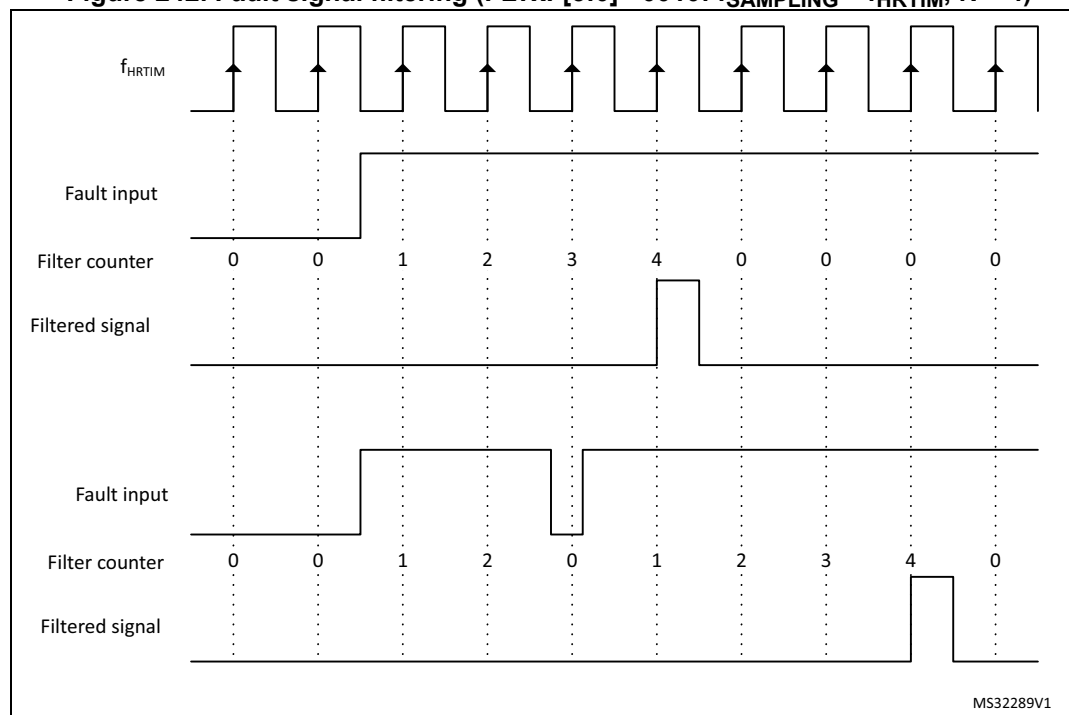 f_HRTIM
Fault input
Filter counter 0 0 1 2 3 4 0 0 0 0
Filtered signal
Fault input
Filter counter 0 0 1 2 0 1 2 3 4 0
Filtered signal
MS32289V1